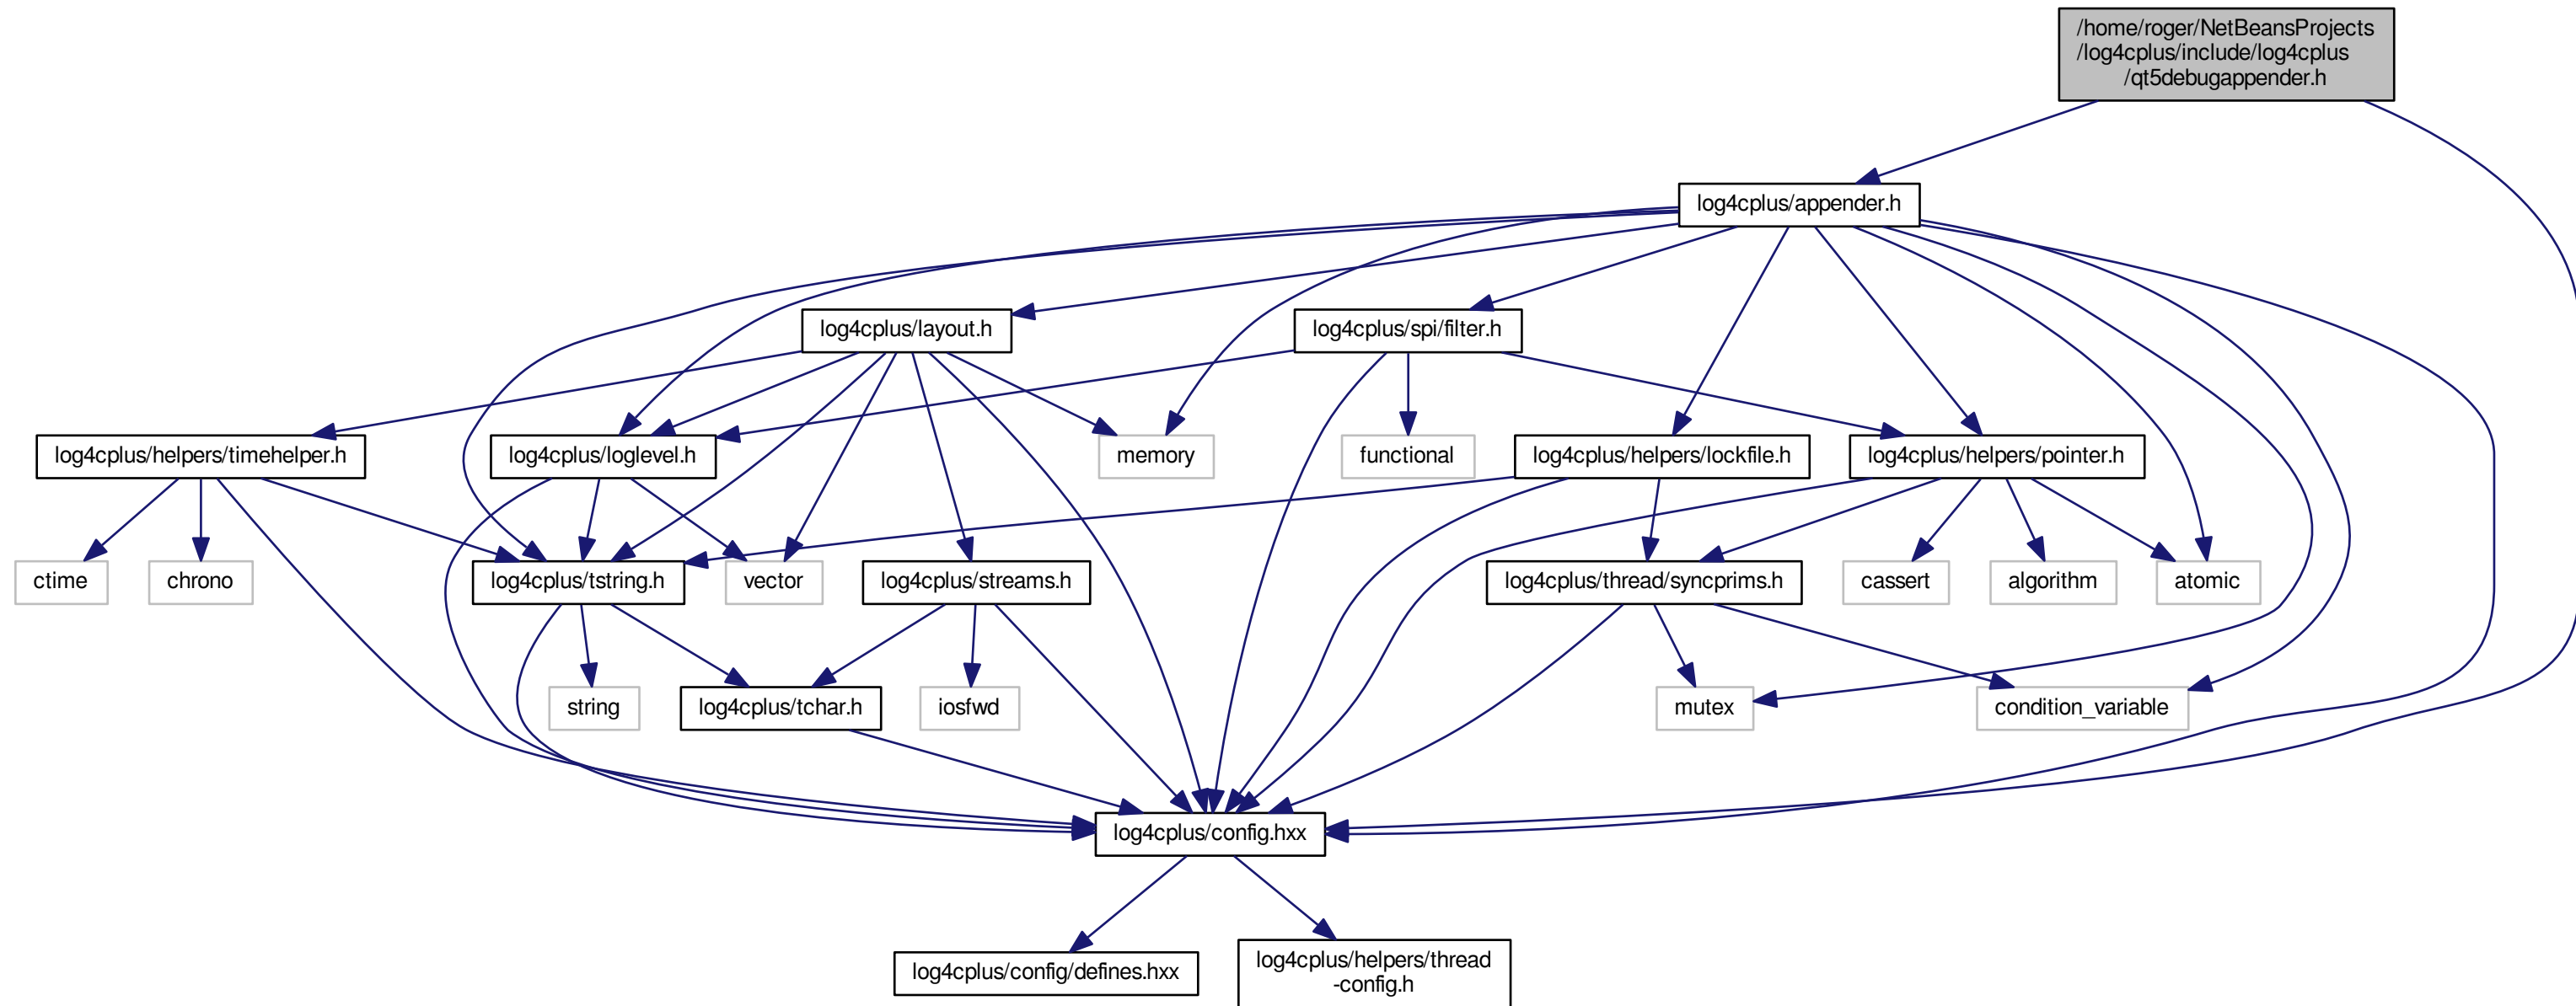 /home/roger/NetBeansProjects
/log4cplus/include/log4cplus
/qt5debugappender.h
log4cplus/appender.h
log4cplus/layout.h
log4cplus/spi/filter.h
log4cplus/helpers/timehelper.h
log4cplus/loglevel.h
memory
functional
log4cplus/helpers/lockfile.h
log4cplus/helpers/pointer.h
ctime
chrono
log4cplus/tstring.h
vector
log4cplus/streams.h
log4cplus/thread/syncprims.h
cassert
algorithm
atomic
string
log4cplus/tchar.h
iosfwd
mutex
condition_variable
log4cplus/config.hxx
log4cplus/config/defines.hxx
log4cplus/helpers/thread
-config.h